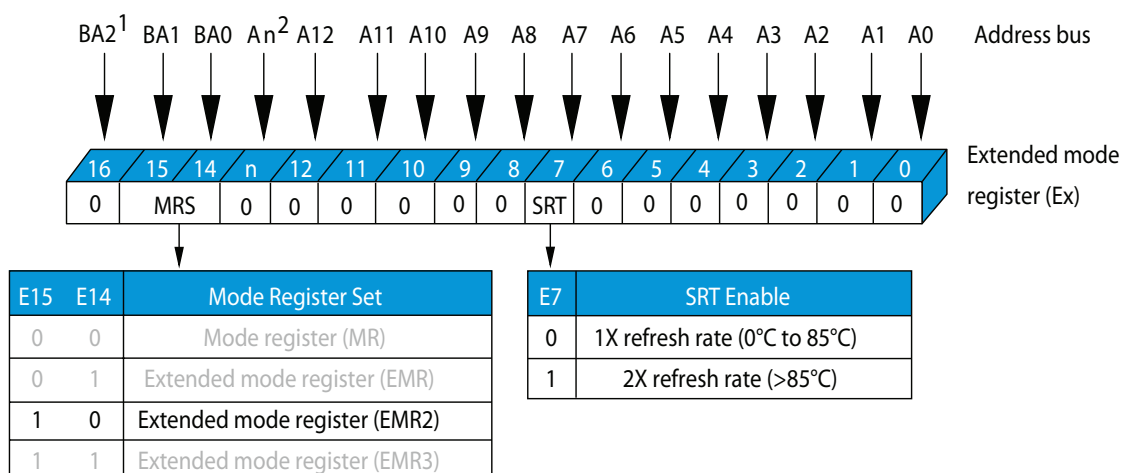 BA2¹ BA1 BA0 An² A12 A11 A10 A9 A8 A7 A6 A5 A4 A3 A2 A1 A0 Address bus
16 15 14 n 12 11 10 9 8 7 6 5 4 3 2 1 0 Extended mode
0 MRS 0 0 0 0 0 0 SRT 0 0 0 0 0 0 0 register (Ex)
E15 E14 Mode Register Set
0 0 Mode register (MR)
0 1 Extended mode register (EMR)
1 0 Extended mode register (EMR2)
1 1 Extended mode register (EMR3)
E7 SRT Enable
0 1X refresh rate (0°C to 85°C)
1 2X refresh rate (>85°C)